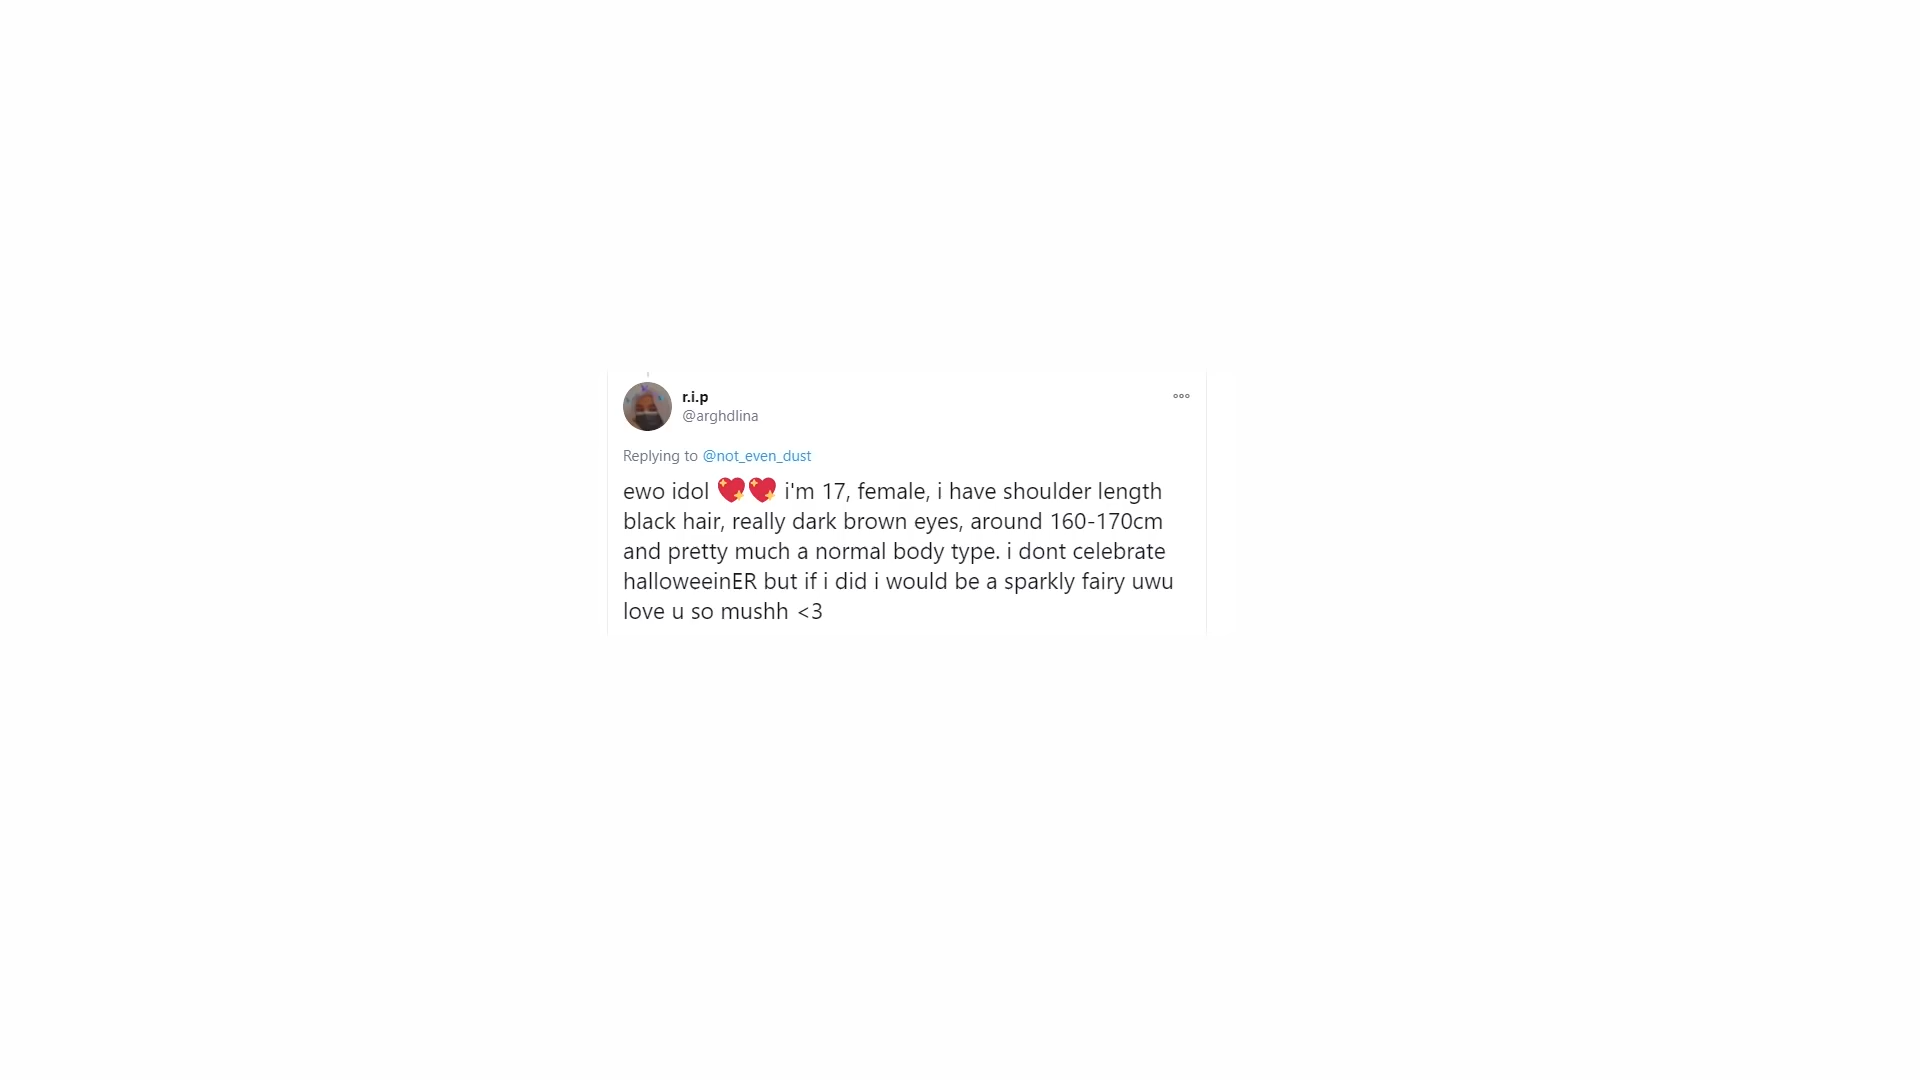 r.i.p
@arghdlina
Replying to @not_even_dust
ewo idol 💖💖 i'm 17, female, i have shoulder length
black hair, really dark brown eyes, around 160-170cm
and pretty much a normal body type. i dont celebrate
halloweeinER but if i did i would be a sparkly fairy uwu
love u so mushh <3